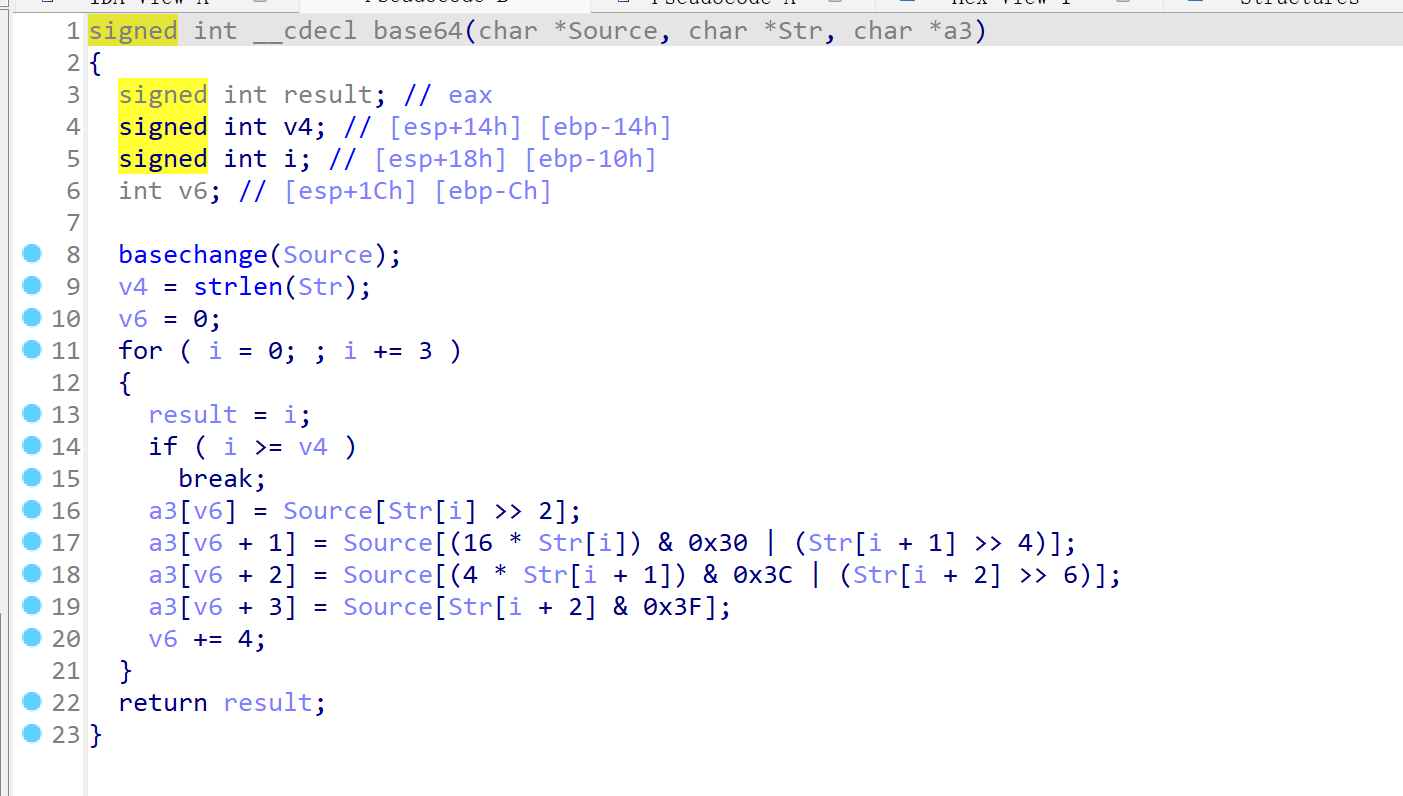 IDA View-A Pseudocode-B Pseudocode-A Hex View-1 Structures
1 signed int __cdecl base64(char *Source, char *Str, char *a3)
2 {
3 signed int result; // eax
4 signed int v4; // [esp+14h] [ebp-14h]
5 signed int i; // [esp+18h] [ebp-10h]
6 int v6; // [esp+1Ch] [ebp-Ch]
7
8 basechange(Source);
9 v4 = strlen(Str);
10 v6 = 0;
11 for ( i = 0; ; i += 3 )
12 {
13 result = i;
14 if ( i >= v4 )
15 break;
16 a3[v6] = Source[Str[i] >> 2];
17 a3[v6 + 1] = Source[(16 * Str[i]) & 0x30 | (Str[i + 1] >> 4)];
18 a3[v6 + 2] = Source[(4 * Str[i + 1]) & 0x3C | (Str[i + 2] >> 6)];
19 a3[v6 + 3] = Source[Str[i + 2] & 0x3F];
20 v6 += 4;
21 }
22 return result;
23 }